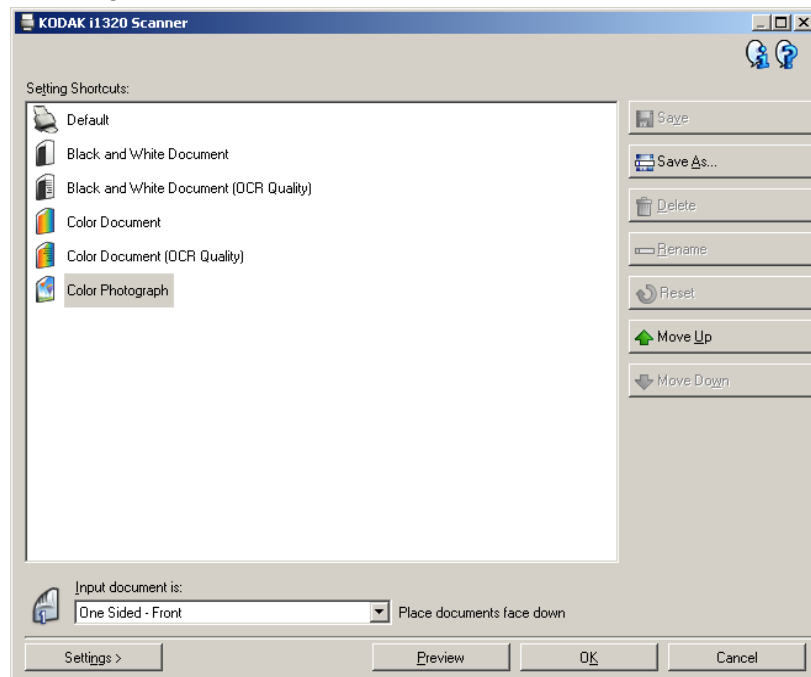 KODAK i1320 Scanner
Setting Shortcuts:
Default
Black and White Document
Black and White Document (OCR Quality)
Color Document
Color Document (OCR Quality)
Color Photograph
Save
Save As...
Delete
Rename
Reset
Move Up
Move Down
Input document is:
One Sided - Front
Place documents face down
Settings >
Preview
OK
Cancel